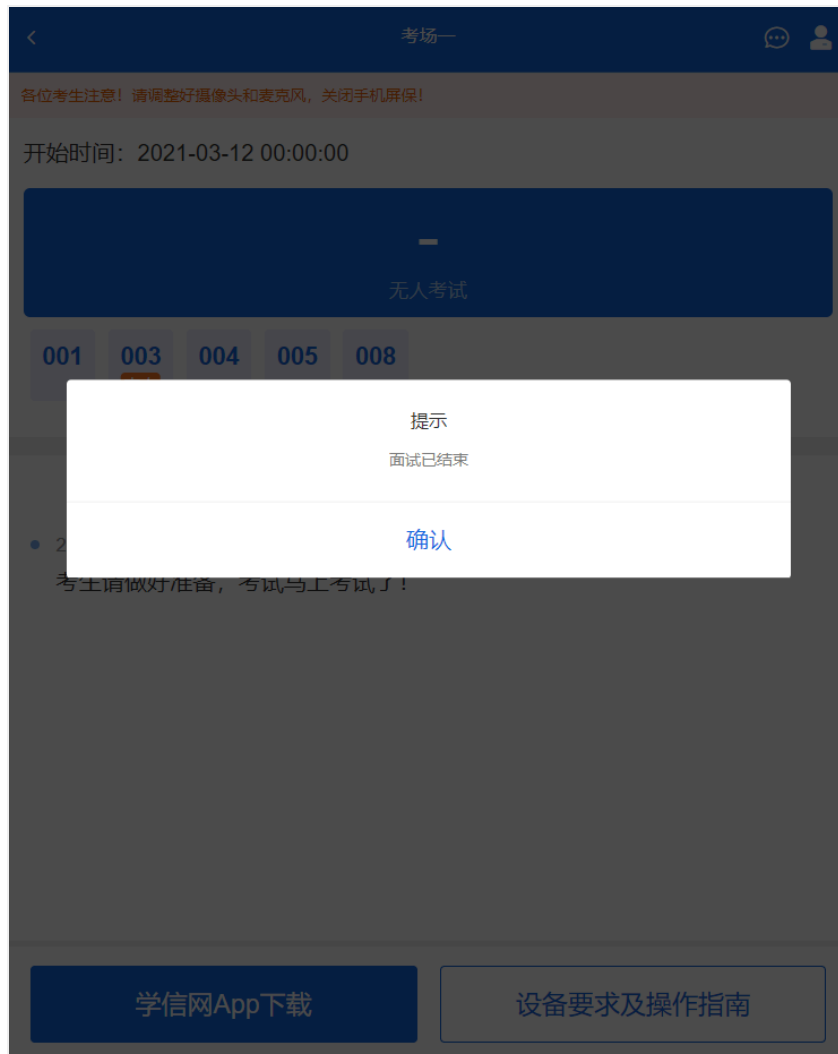 考场一
各位考生注意！请调整好摄像头和麦克风，关闭手机屏保！
开始时间：2021-03-12 00:00:00
-
无人考试
001 003 004 005 008
提示
面试已结束
确认
2
考生请做好准备，考试马上考试了！
学信网App下载 设备要求及操作指南